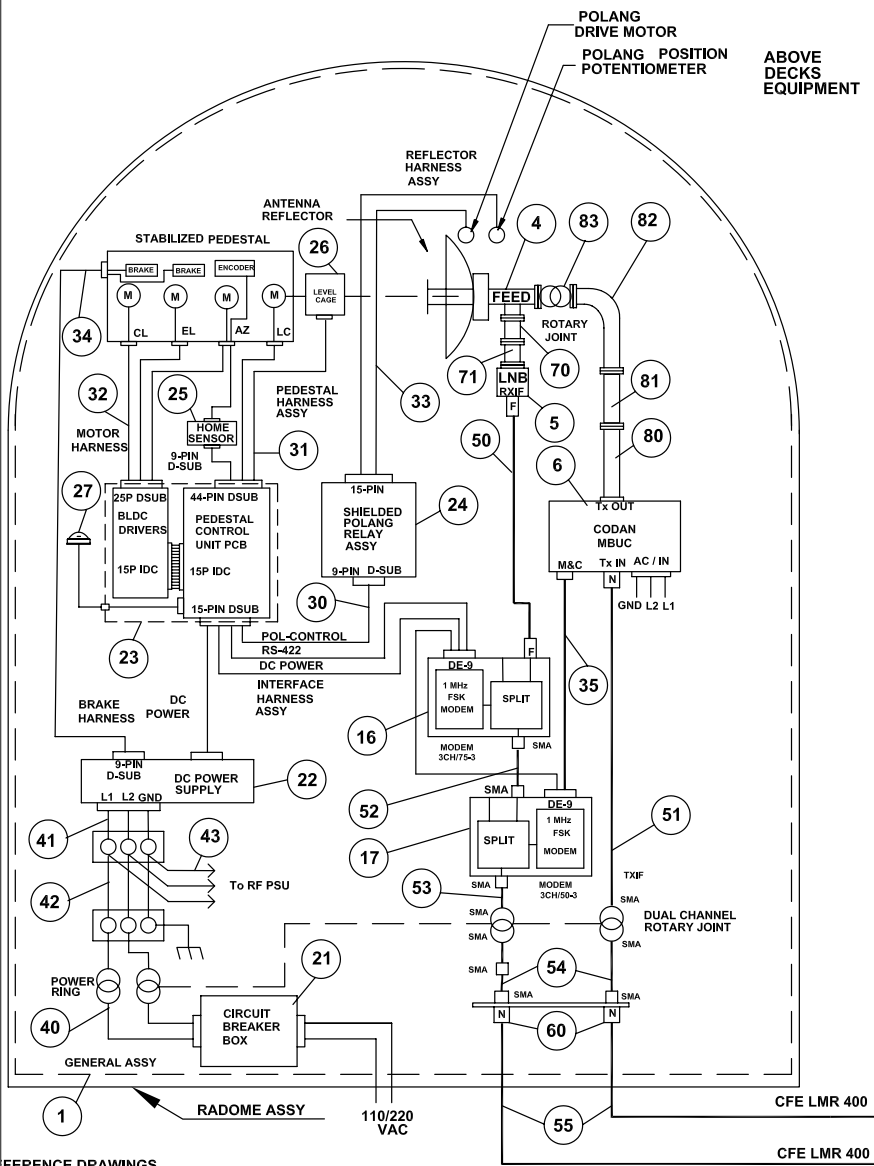 POLANG
DRIVE MOTOR
POLANG POSITION
POTENTIOMETER
ABOVE
DECKS
EQUIPMENT
REFLECTOR
HARNESS
ASSY
ANTENNA
REFLECTOR
4
83
82
STABILIZED PEDESTAL
26
BRAKE
BRAKE
ENCODER
LEVEL
CAGE
M
M
M
M
FEED
ROTARY
JOINT
34
CL
EL
AZ
LC
71
70
LNB
RXIF
F
5
81
32
25
PEDESTAL
HARNESS
ASSY
33
MOTOR
HARNESS
HOME
SENSOR
31
50
80
9-PIN
D-SUB
6
27
25P DSUB
BLDC
DRIVERS
15P IDC
44-PIN DSUB
PEDESTAL
CONTROL
UNIT PCB
15P IDC
15-PIN DSUB
15-PIN
SHIELDED
POLANG
RELAY
ASSY
9-PIN D-SUB
24
Tx OUT
CODAN
MBUC
M&C
Tx IN
AC / IN
N
GND L2 L1
30
23
POL-CONTROL
RS-422
DC POWER
INTERFACE
HARNESS
ASSY
F
DE-9
1 MHz
FSK
MODEM
SPLIT
35
16
BRAKE
HARNESS
DC
POWER
MODEM
3CH/75-3
SMA
9-PIN
D-SUB
DC POWER
SUPPLY
22
L1 L2 GND
52
SMA
DE-9
1 MHz
FSK
MODEM
SPLIT
51
41
43
17
42
To RF PSU
53
SMA
MODEM
3CH/50-3
TXIF
SMA
SMA
SMA
SMA
DUAL CHANNEL
ROTARY JOINT
POWER
RING
21
SMA
54
40
CIRCUIT
BREAKER
BOX
SMA
SMA
N
60
N
GENERAL ASSY
1
RADOME ASSY
110/220
VAC
55
CFE LMR 400
CFE LMR 400
EFERENCE DRAWINGS